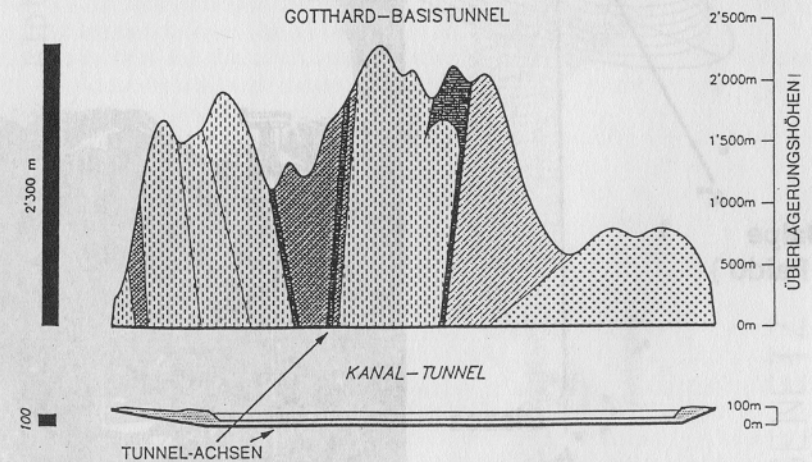 GOTTHARD-BASISTUNNEL
2'500m
2'000m
1'500m
1'000m
500m
0m
ÜBERLAGERUNGSHÖHEN!
2'300 m
KANAL-TUNNEL
100
100m
0m
TUNNEL-ACHSEN